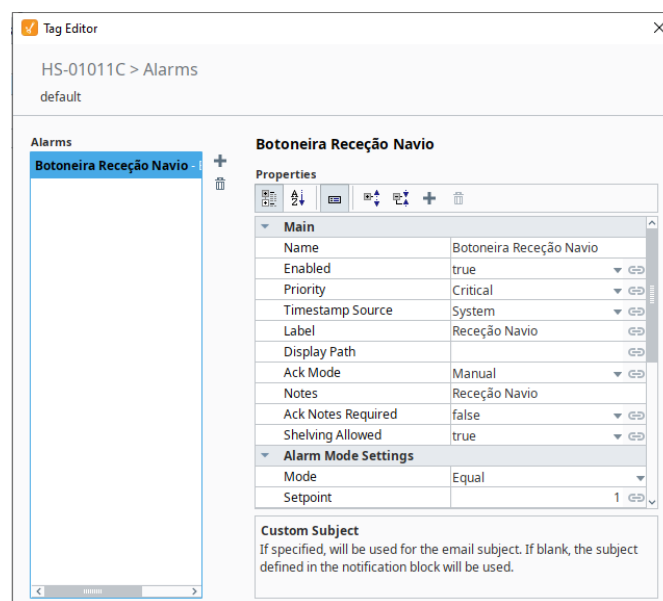 Tag Editor
HS-01011C > Alarms
default
Alarms
Botoneira Receção Navio -
Botoneira Receção Navio
Properties
Main
Name Botoneira Receção Navio
Enabled true
Priority Critical
Timestamp Source System
Label Receção Navio
Display Path
Ack Mode Manual
Notes Receção Navio
Ack Notes Required false
Shelving Allowed true
Alarm Mode Settings
Mode Equal
Setpoint 1
Custom Subject
If specified, will be used for the email subject. If blank, the subject
defined in the notification block will be used.